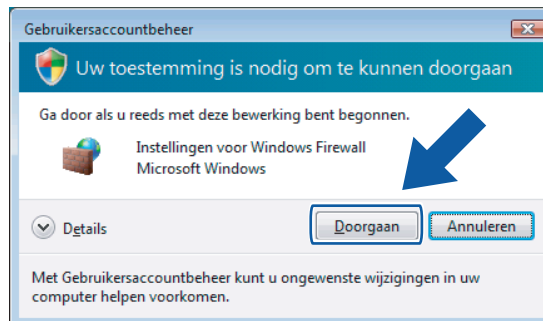 Gebruikersaccountbeheer
Uw toestemming is nodig om te kunnen doorgaan
Ga door als u reeds met deze bewerking bent begonnen.
Instellingen voor Windows Firewall
Microsoft Windows
Details
Doorgaan
Annuleren
Met Gebruikersaccountbeheer kunt u ongewenste wijzigingen in uw
computer helpen voorkomen.